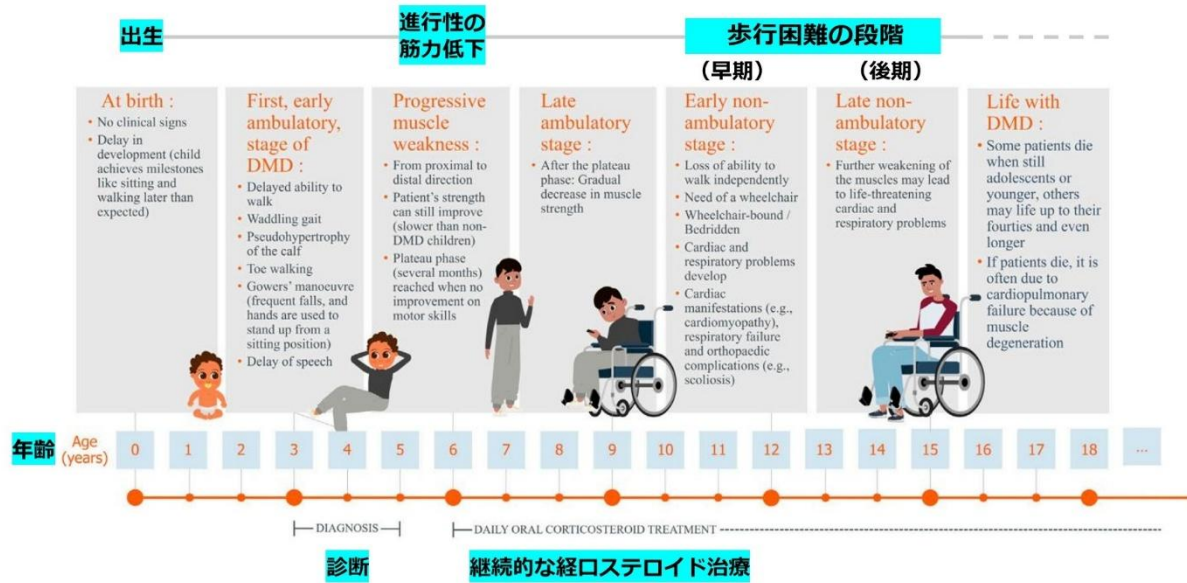 出生
進行性の
筋力低下
歩行困難の段階
（早期）
（後期）
At birth :
• No clinical signs
• Delay in
development (child
achieves milestones
like sitting and
walking later than
expected)
First, early
ambulatory,
stage of
DMD :
• Delayed ability to
walk
• Waddling gait
• Pseudohypertrophy
of the calf
• Toe walking
• Gowers' manoeuvre
(frequent falls, and
hands are used to
stand up from a
sitting position)
• Delay of speech
Progressive
muscle
weakness :
• From proximal to
distal direction
• Patient's strength
can still improve
(slower than non-
DMD children)
• Plateau phase
(several months)
reached when no
improvement on
motor skills
Late
ambulatory
stage :
• After the plateau
phase: Gradual
decrease in muscle
strength
Early non-
ambulatory
stage :
• Loss of ability to
walk independently
• Need of a wheelchair
• Wheelchair-bound /
Bedridden
• Cardiac and
respiratory problems
develop
• Cardiac
manifestations (e.g.,
cardiomyopathy),
respiratory failure
and orthopaedic
complications (e.g.,
scoliosis)
Late non-
ambulatory
stage :
• Further weakening of
the muscles may lead
to life-threatening
cardiac and
respiratory problems
Life with
DMD :
• Some patients die
when still
adolescents or
younger, others
may life up to their
fourties and even
longer
• If patients die, it is
often due to
cardiopulmonary
failure because of
muscle
degeneration
年齢
Age
(years)
0 1 2 3 4 5 6 7 8 9 10 11 12 13 14 15 16 17 18 ...
DIAGNOSIS
DAILY ORAL CORTICOSTEROID TREATMENT
診断
継続的な経口ステロイド治療